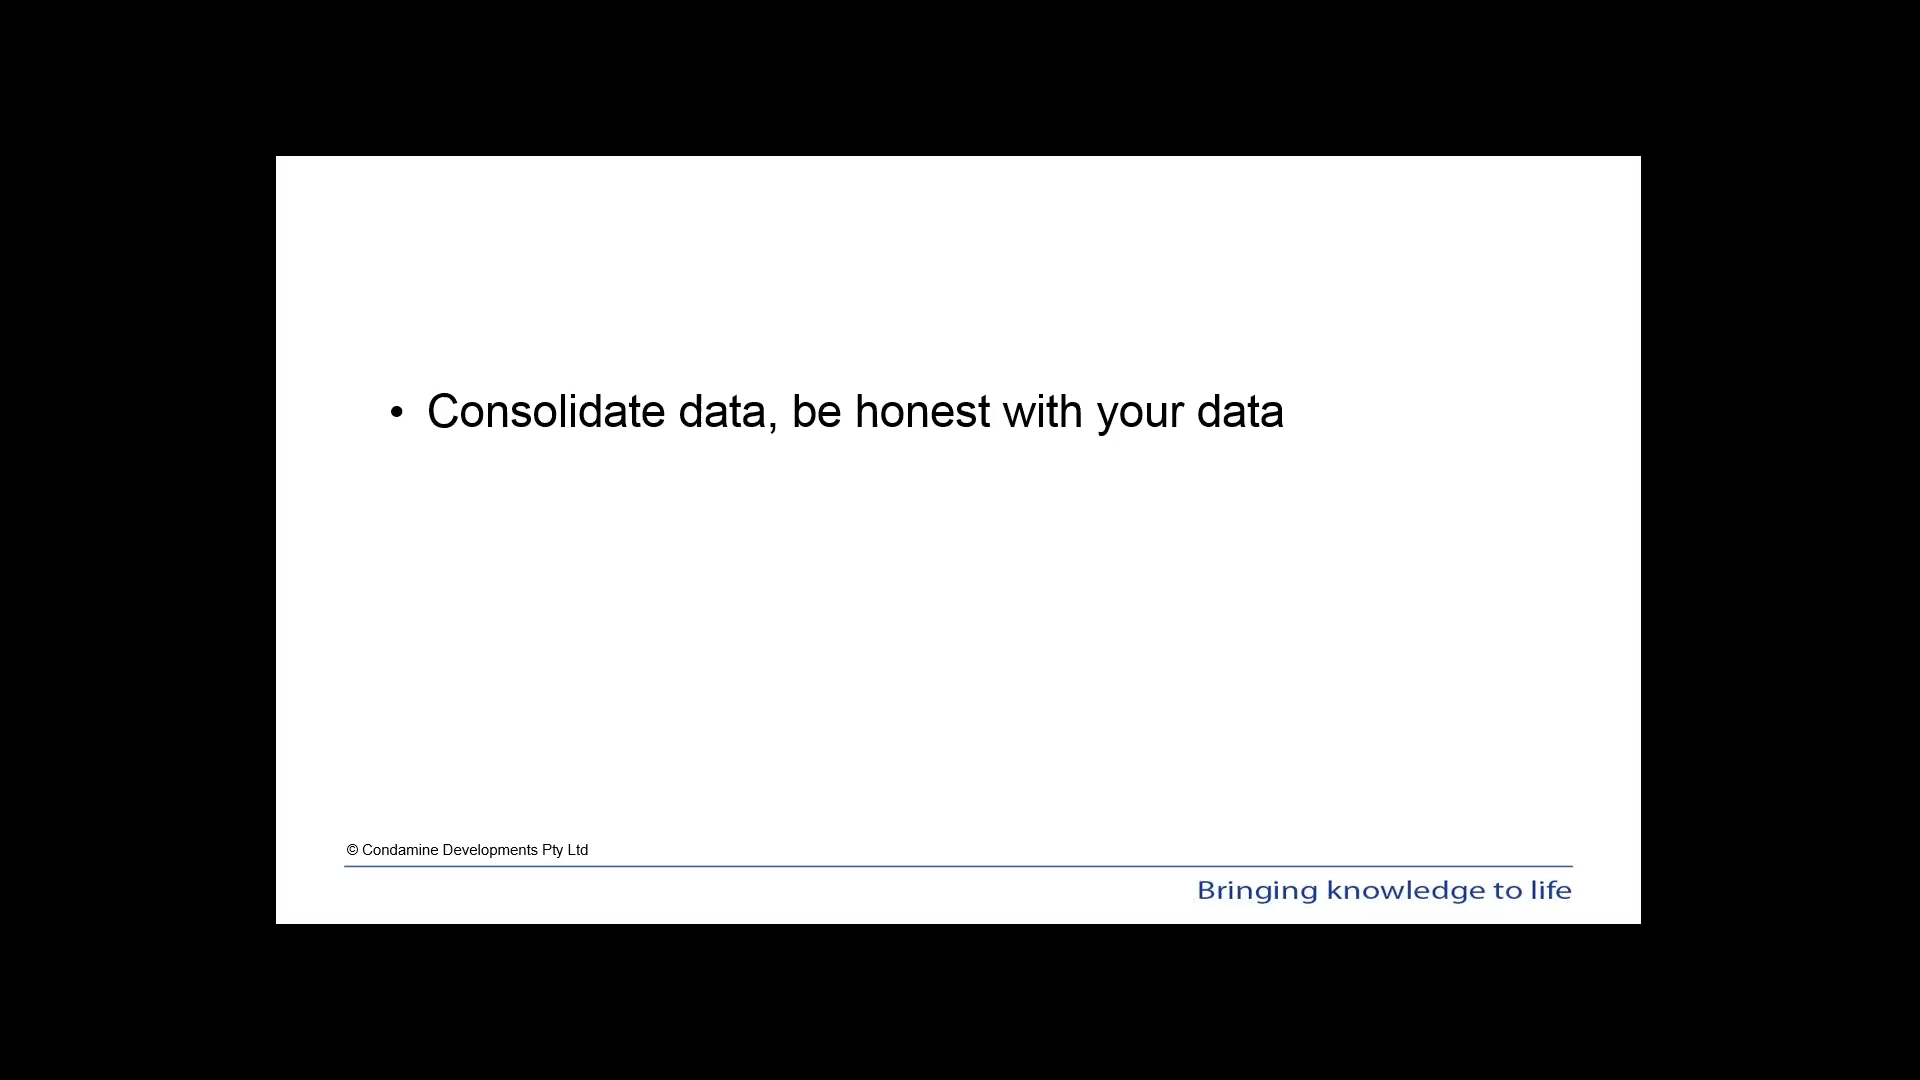 • Consolidate data, be honest with your data
© Condamine Developments Pty Ltd
Bringing knowledge to life